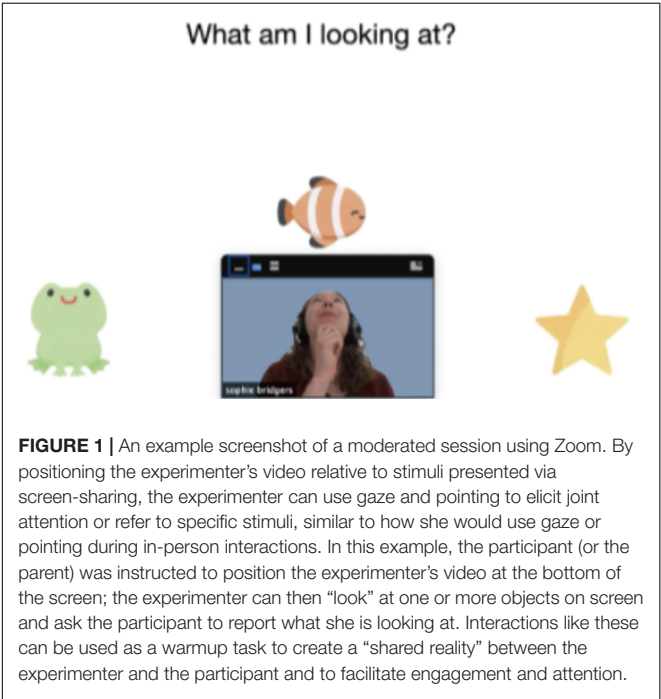 What am I looking at?
sophie bridgers
FIGURE 1 | An example screenshot of a moderated session using Zoom. By
positioning the experimenter's video relative to stimuli presented via
screen-sharing, the experimenter can use gaze and pointing to elicit joint
attention or refer to specific stimuli, similar to how she would use gaze or
pointing during in-person interactions. In this example, the participant (or the
parent) was instructed to position the experimenter's video at the bottom of
the screen; the experimenter can then “look” at one or more objects on screen
and ask the participant to report what she is looking at. Interactions like these
can be used as a warmup task to create a “shared reality” between the
experimenter and the participant and to facilitate engagement and attention.